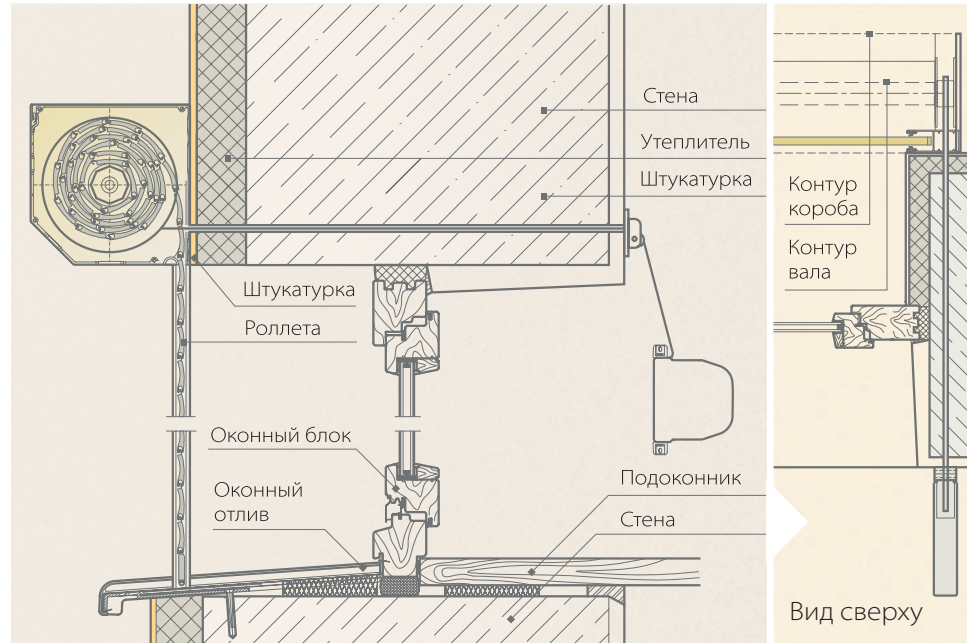 Стена
Утеплитель
Штукатурка
Контур
короба
Контур
вала
Штукатурка
Роллета
Оконный блок
Оконный
отлив
Подоконник
Стена
Вид сверху